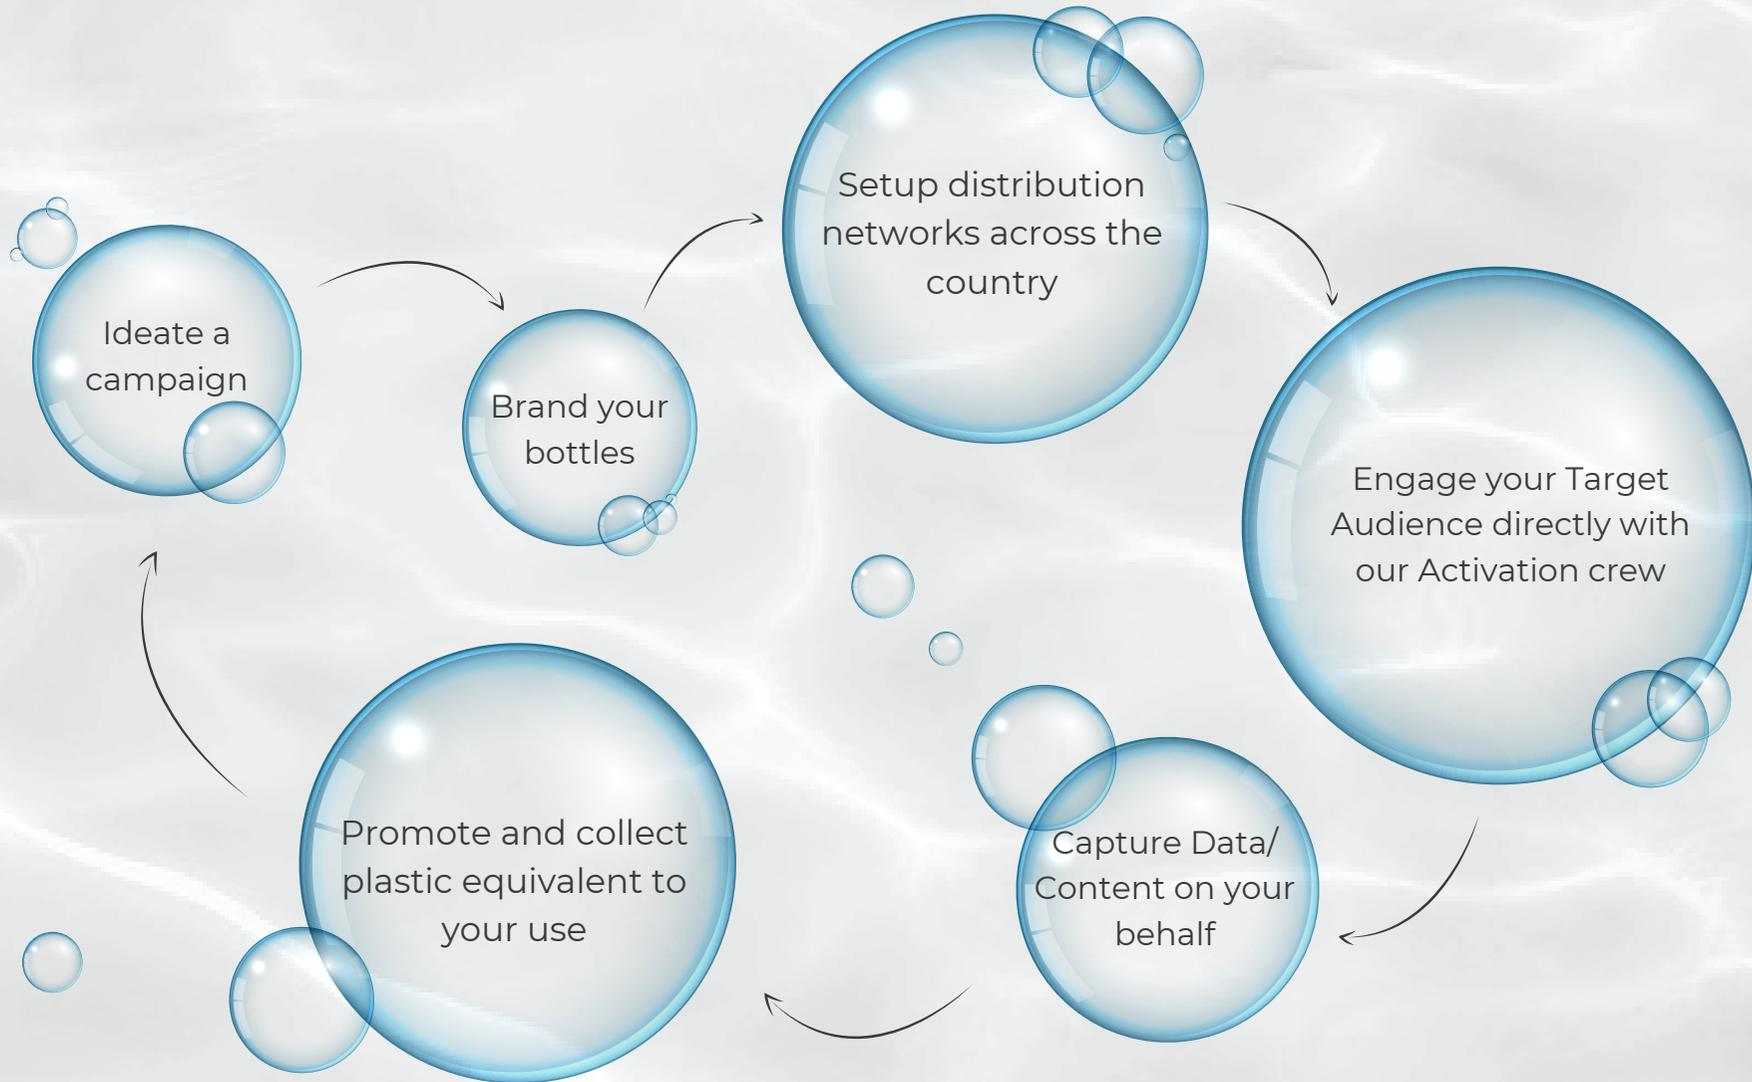 Ideate a
campaign
Brand your
bottles
Setup distribution
networks across the
country
Engage your Target
Audience directly with
our Activation crew
Capture Data/
Content on your
behalf
Promote and collect
plastic equivalent to
your use